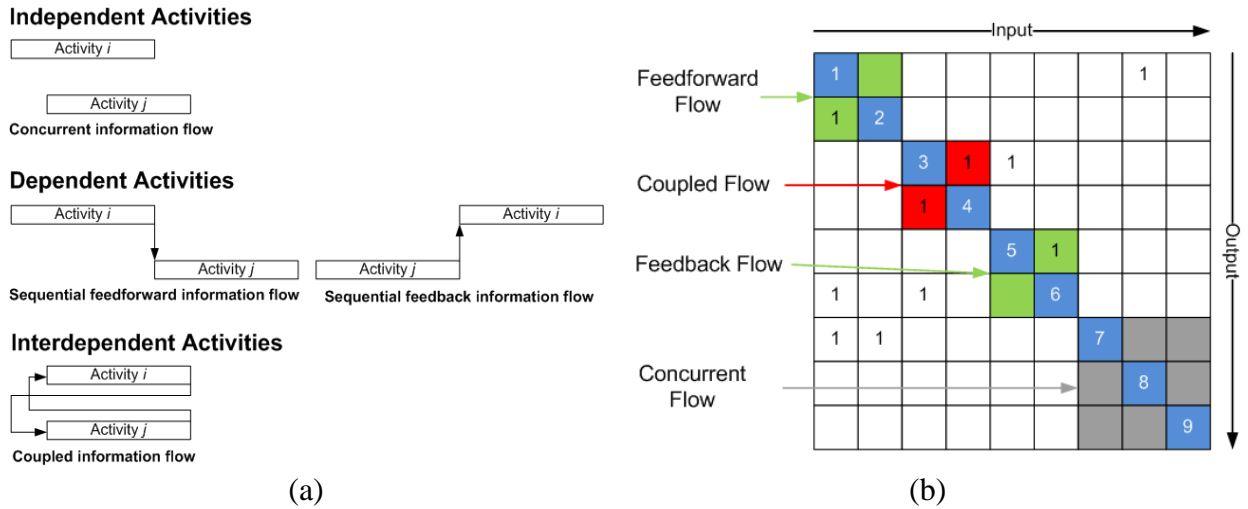 Independent Activities
Activity i
Activity j
Concurrent information flow
Dependent Activities
Activity i
Activity i
Activity j
Activity j
Sequential feedforward information flow
Sequential feedback information flow
Interdependent Activities
Activity i
Activity j
Coupled information flow
(a)
Input
Output
Feedforward
Flow
Coupled Flow
Feedback Flow
Concurrent
Flow
1 1
1 2
3 1 1
1 4
5 1
1 1 6
1 1 7
8
9
(b)